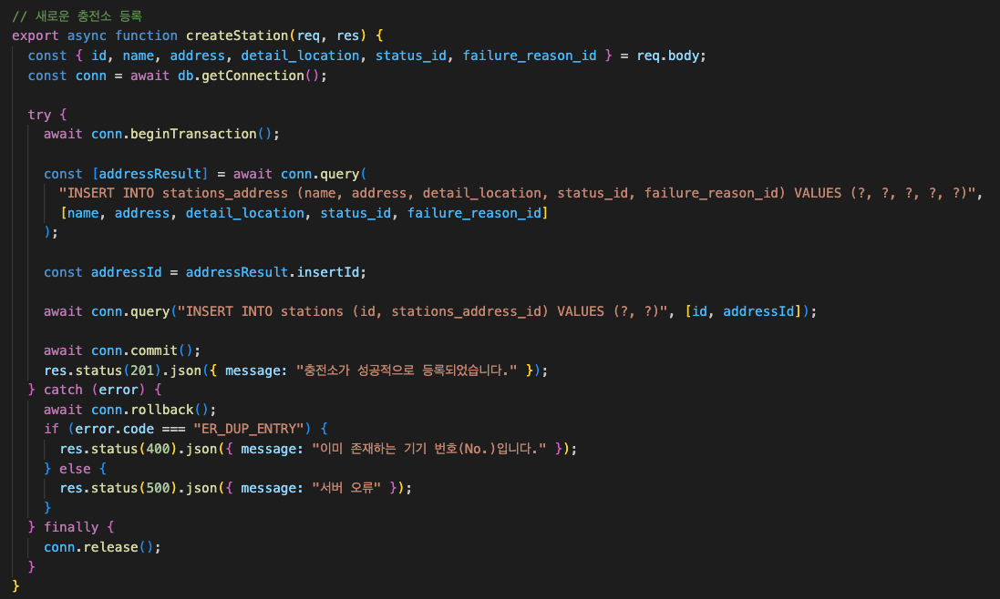 // 새로운 충전소 등록
export async function createStation(req, res) {
  const { id, name, address, detail_location, status_id, failure_reason_id } = req.body;
  const conn = await db.getConnection();

  try {
    await conn.beginTransaction();

    const [addressResult] = await conn.query(
      "INSERT INTO stations_address (name, address, detail_location, status_id, failure_reason_id) VALUES (?, ?, ?, ?, ?)",
      [name, address, detail_location, status_id, failure_reason_id]
    );

    const addressId = addressResult.insertId;

    await conn.query("INSERT INTO stations (id, stations_address_id) VALUES (?, ?)", [id, addressId]);

    await conn.commit();
    res.status(201).json({ message: "충전소가 성공적으로 등록되었습니다." });
  } catch (error) {
    await conn.rollback();
    if (error.code === "ER_DUP_ENTRY") {
      res.status(400).json({ message: "이미 존재하는 기기 번호(No.)입니다." });
    } else {
      res.status(500).json({ message: "서버 오류" });
    }
  } finally {
    conn.release();
  }
}